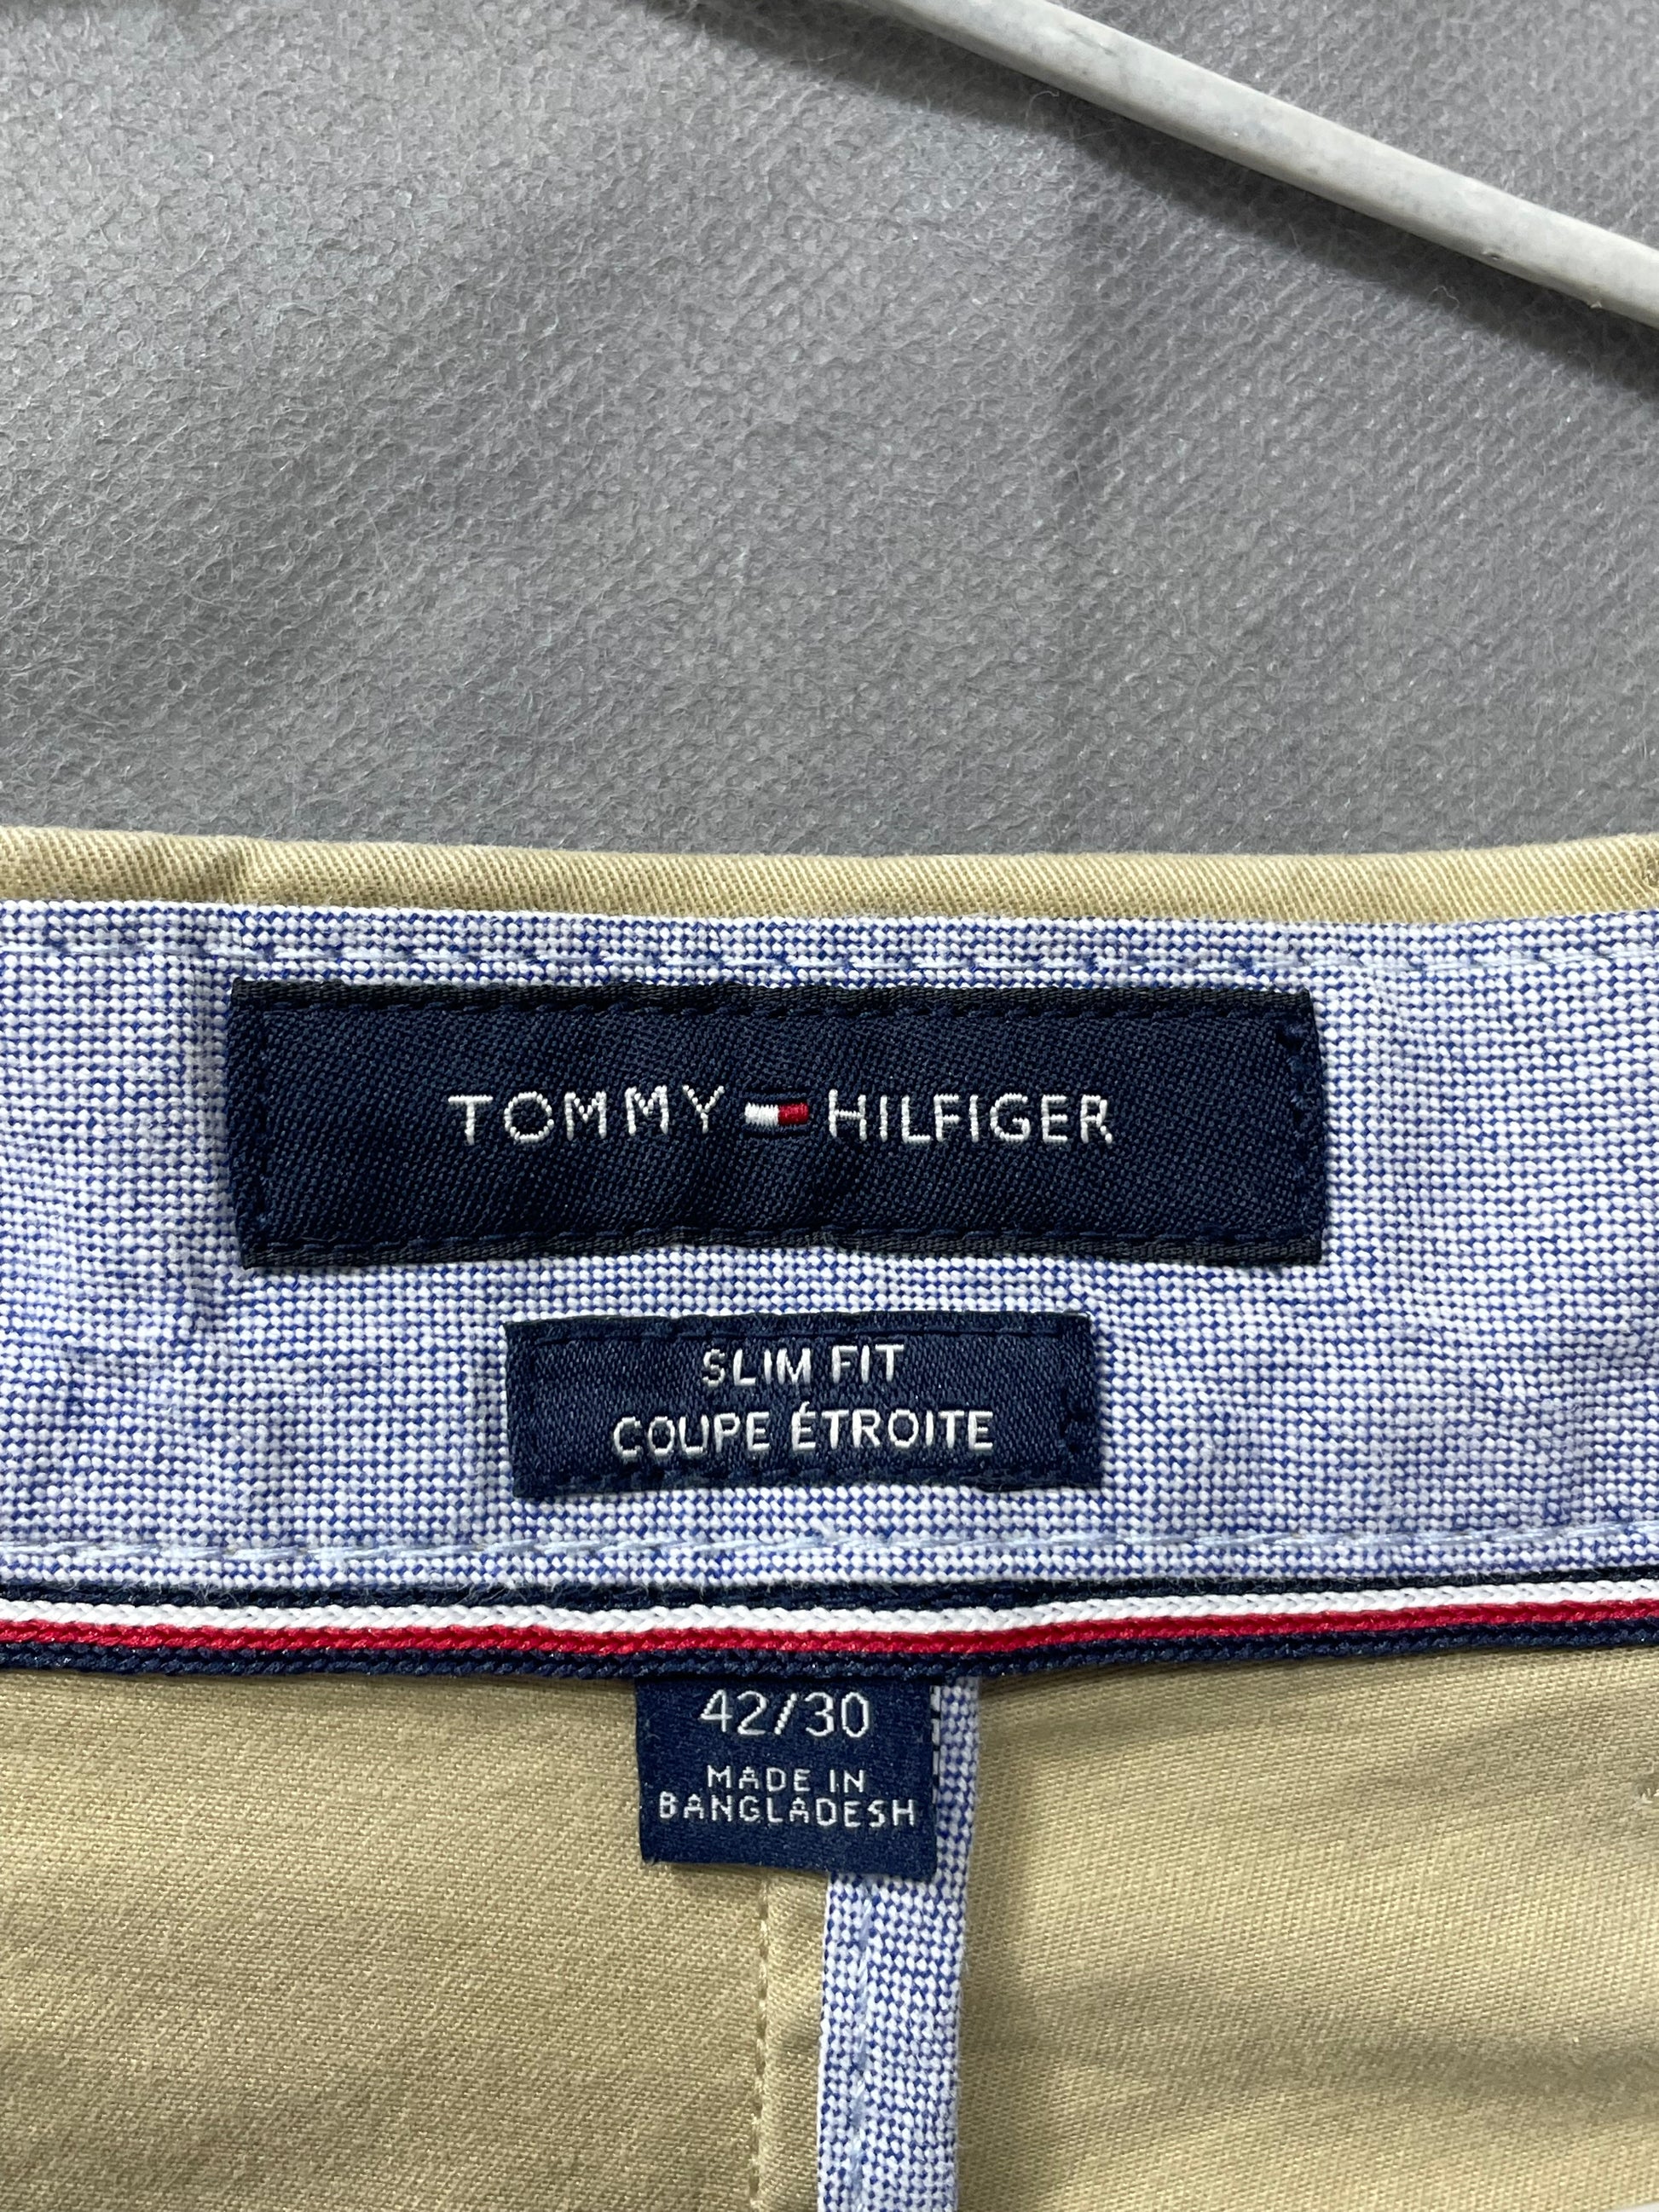 TOMMY HILFIGER
SLIM FIT
COUPE ÉTROITE
42/30
MADE IN
BANGLADESH